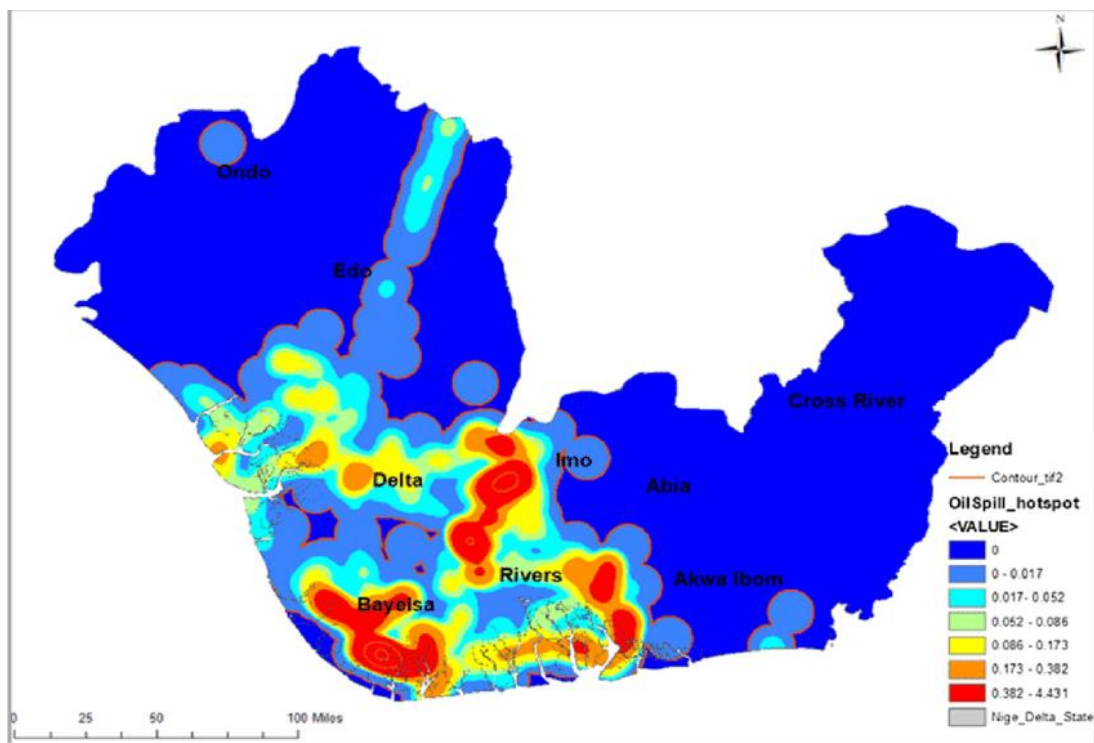 N
Ondo
Edo
Cross River
Imo
Delta
Abia
Rivers
Akwa Ibom
Bayelsa
Legend
Contour_tif2
OilSpill_hotspot
<VALUE>
0
0 - 0.017
0.017 - 0.052
0.052 - 0.086
0.086 - 0.173
0.173 - 0.382
0.382 - 4.431
Nige_Delta_State
0 25 50 100 Miles